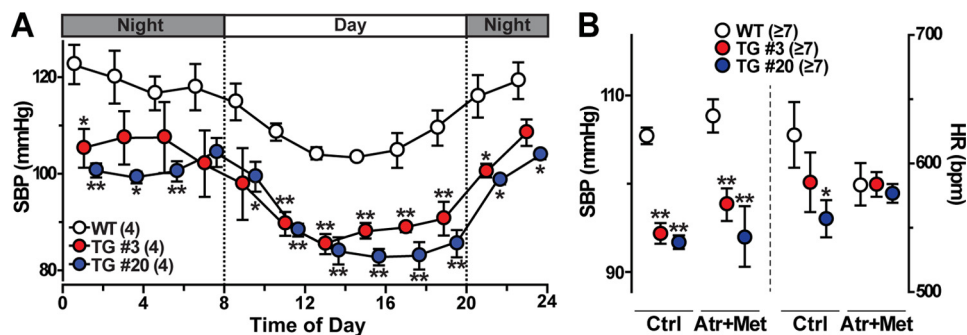 A
Night Day Night
SBP (mmHg)
120
100
80
*
**
*
**
*
**
**
*
**
**
**
**
**
**
**
*
*
*
WT (4)
TG #3 (4)
TG #20 (4)
0 4 8 12 16 20 24
Time of Day
B
WT (≥7)
TG #3 (≥7)
TG #20 (≥7)
SBP (mmHg)
110
90
**
**
**
**
*
700
600
500
HR (bpm)
Ctrl Atr+Met Ctrl Atr+Met